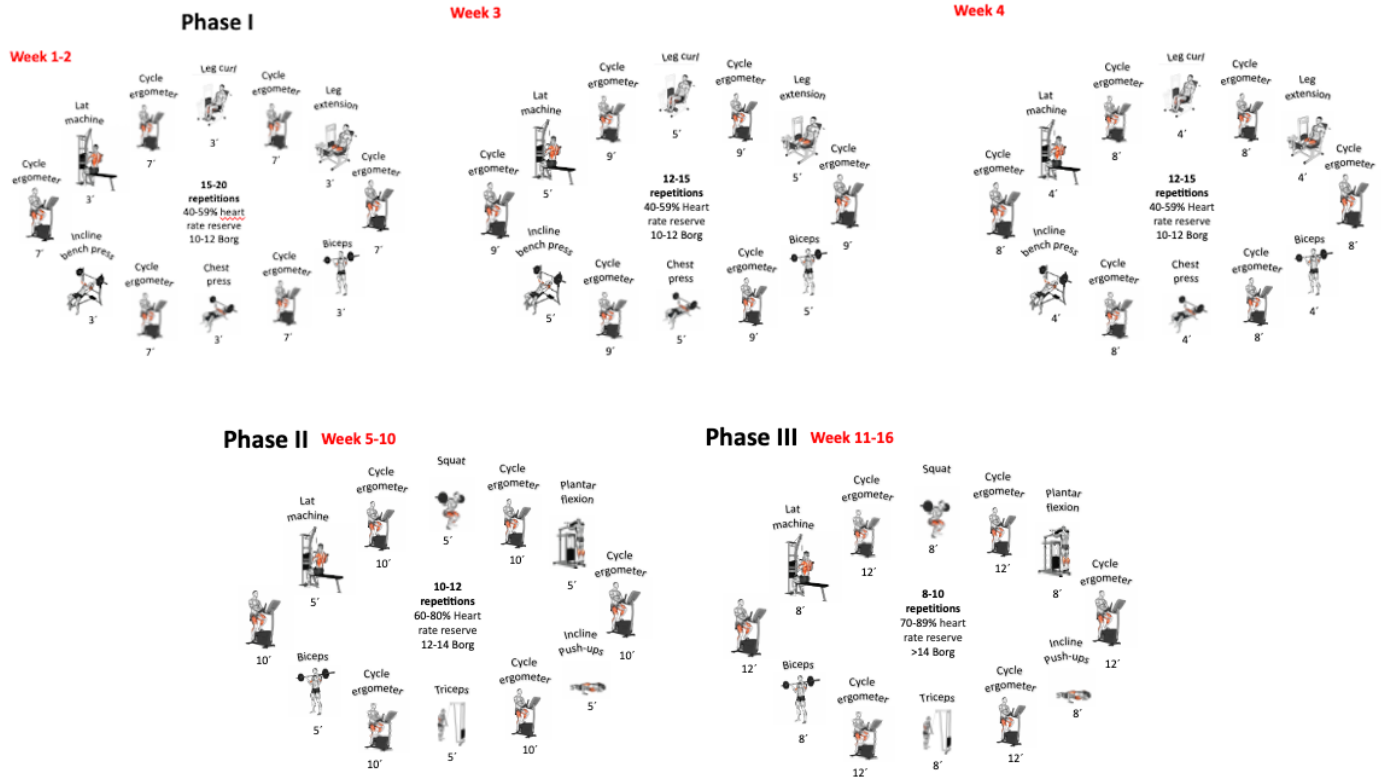 Phase I
Week 1-2
Leg curl
Cycle
ergometer
Cycle
ergometer
Leg
extension
Lat
machine
Cycle
ergometer
Cycle
ergometer
7´
3´
7´
3´
3´
7´
7´
15-20
repetitions
40-59% heart
rate reserve
10-12 Borg
Incline
bench press
Cycle
ergometer
Chest
press
Cycle
ergometer
Biceps
3´
7´
3´
7´
3´
Week 3
Leg curl
Cycle
ergometer
Cycle
ergometer
Leg
extension
Lat
machine
Cycle
ergometer
Cycle
ergometer
9´
5´
9´
5´
5´
9´
9´
12-15
repetitions
40-59% Heart
rate reserve
10-12 Borg
Incline
bench press
Cycle
ergometer
Chest
press
Cycle
ergometer
Biceps
5´
9´
5´
9´
5´
Week 4
Leg curl
Cycle
ergometer
Cycle
ergometer
Leg
extension
Lat
machine
Cycle
ergometer
Cycle
ergometer
8´
4´
8´
4´
4´
8´
8´
12-15
repetitions
40-59% Heart
rate reserve
10-12 Borg
Incline
bench press
Cycle
ergometer
Chest
press
Cycle
ergometer
Biceps
4´
8´
4´
8´
4´
Phase II Week 5-10
Squat
Cycle
ergometer
Cycle
ergometer
Plantar
flexion
Lat
machine
Cycle
ergometer
10´
5´
10´
5´
5´
10´
10´
10-12
repetitions
60-80% Heart
rate reserve
12-14 Borg
Biceps
Cycle
ergometer
Triceps
Cycle
ergometer
Incline
Push-ups
5´
10´
5´
10´
5´
Phase III Week 11-16
Squat
Cycle
ergometer
Cycle
ergometer
Plantar
flexion
Lat
machine
Cycle
ergometer
12´
8´
12´
8´
8´
12´
12´
8-10
repetitions
70-89% heart
rate reserve
>14 Borg
Biceps
Cycle
ergometer
Triceps
Cycle
ergometer
Incline
Push-ups
8´
12´
8´
12´
8´